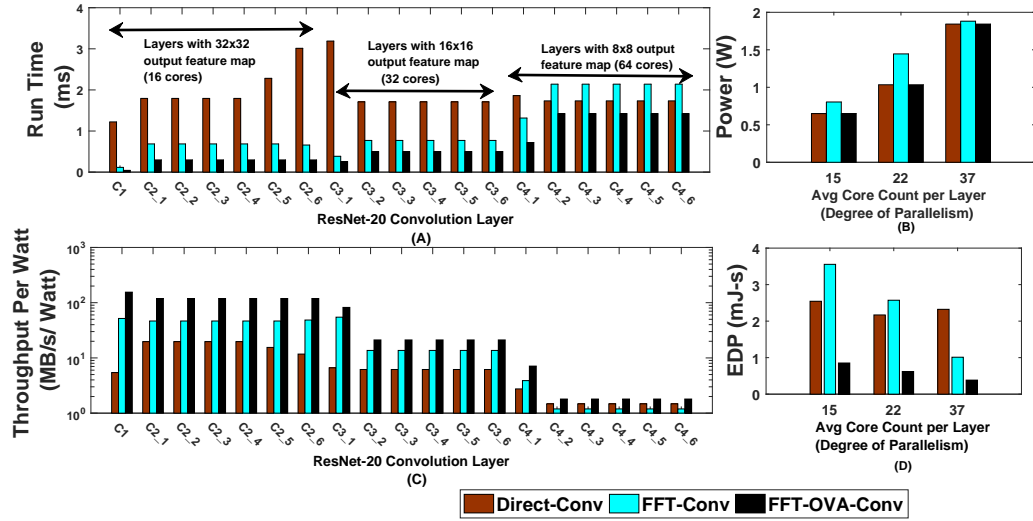 4
3
2
1
0
Run Time
(ms)
Layers with 32x32
output feature map
(16 cores)
Layers with 16x16
output feature map
(32 cores)
Layers with 8x8 output
feature map (64 cores)
C1
C2_1
C2_2
C2_3
C2_4
C2_5
C2_6
C3_1
C3_2
C3_3
C3_4
C3_5
C3_6
C4_1
C4_2
C4_3
C4_4
C4_5
C4_6
ResNet-20 Convolution Layer
(A)
2
1
0
Power (W)
15
22
37
Avg Core Count per Layer
(Degree of Parallelism)
(B)
10^3
10^2
10^1
10^0
Throughput Per Watt
(MB/s/ Watt)
C1
C2_1
C2_2
C2_3
C2_4
C2_5
C2_6
C3_1
C3_2
C3_3
C3_4
C3_5
C3_6
C4_1
C4_2
C4_3
C4_4
C4_5
C4_6
ResNet-20 Convolution Layer
(C)
4
3
2
1
0
EDP (mJ-s)
15
22
37
Avg Core Count per Layer
(Degree of Parallelism)
(D)
Direct-Conv
FFT-Conv
FFT-OVA-Conv